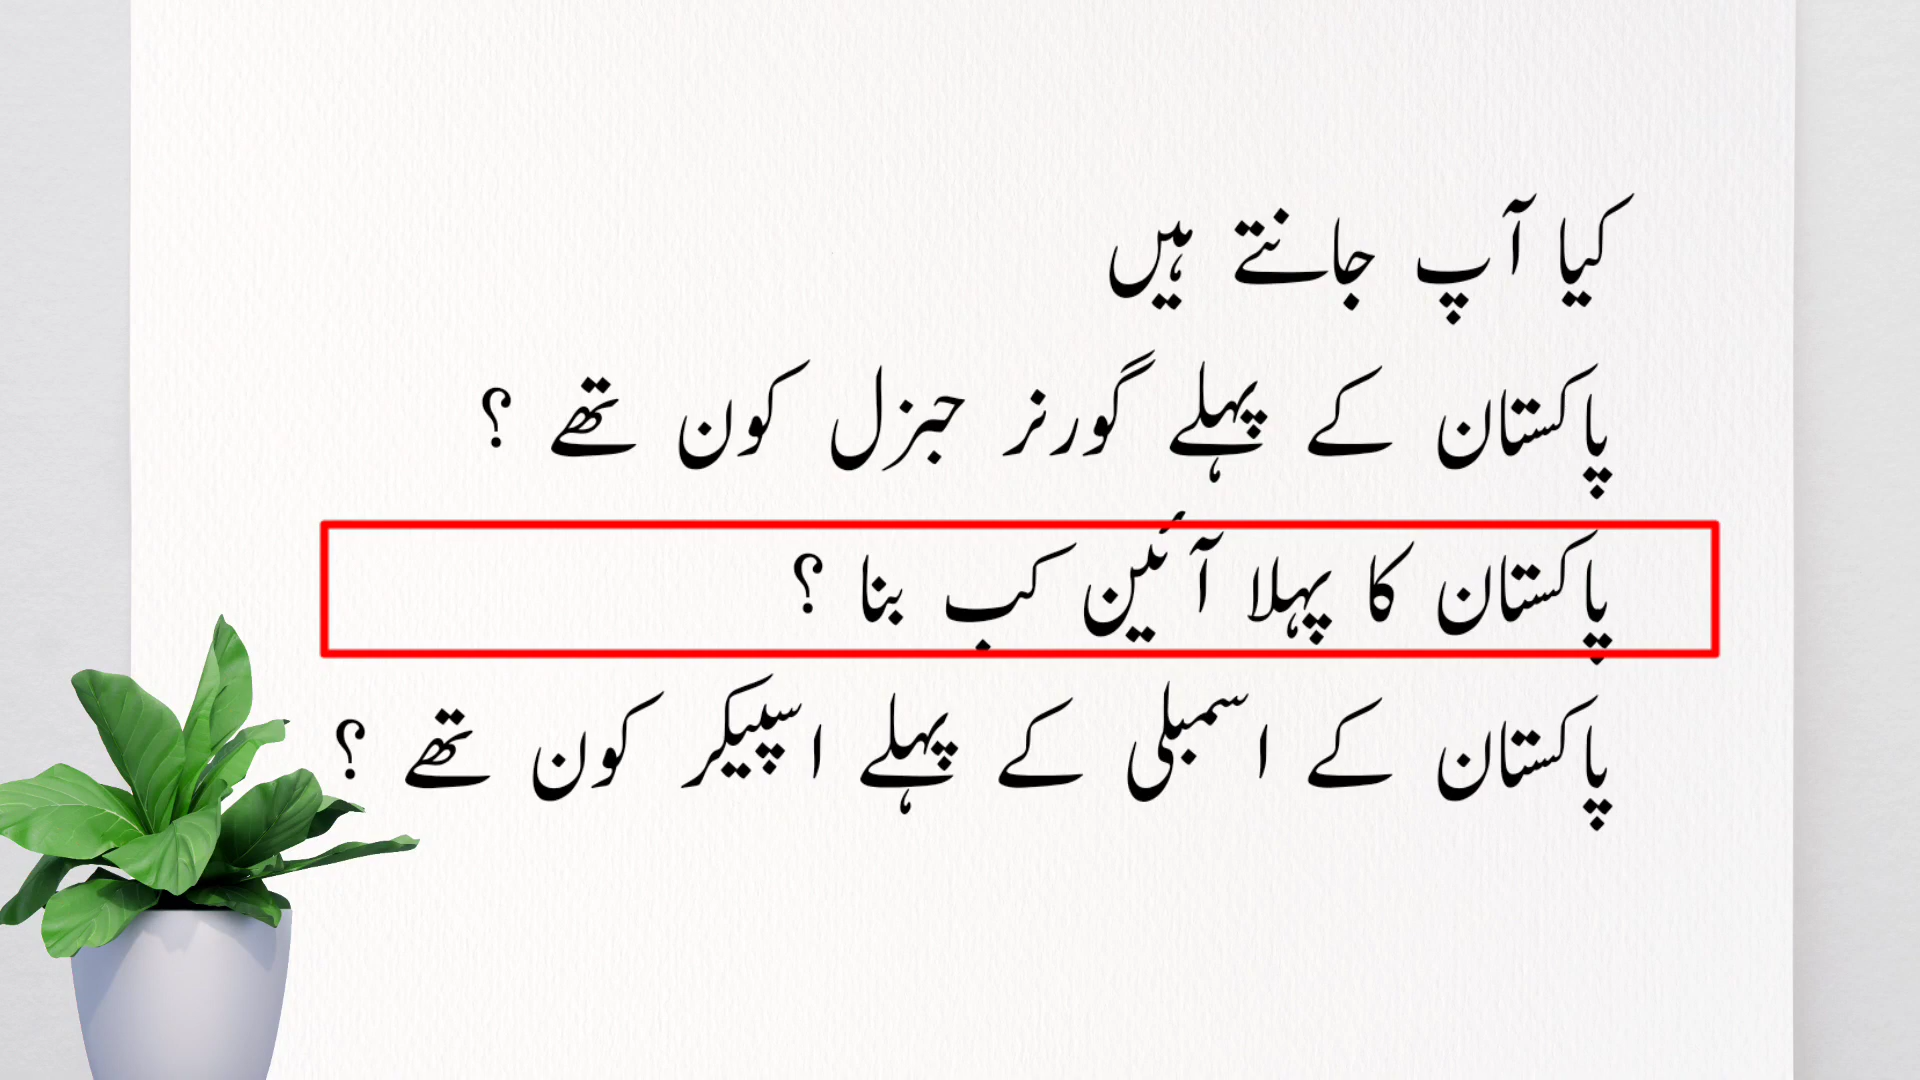 کیا آپ جانتے ہیں
پاکستان کے پہلے گورنر جنرل کون تھے ؟
پاکستان کا پہلا آئین کب بنا ؟
پاکستان کے اسمبلی کے پہلے اسپیکر کون تھے ؟